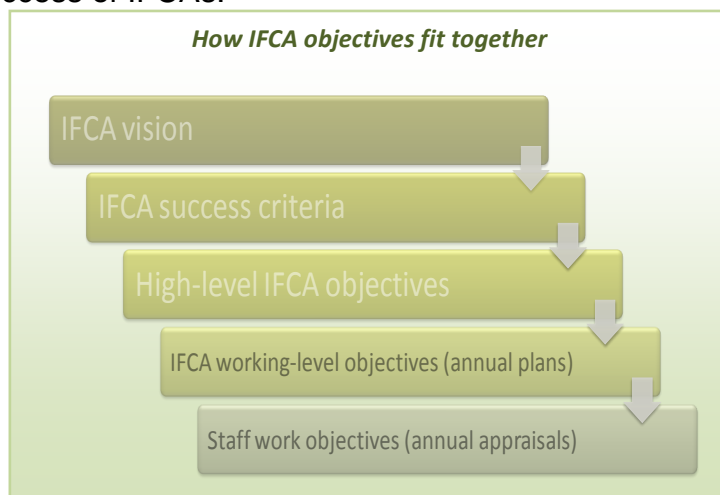 How IFCA objectives fit together
IFCA vision
IFCA success criteria
High-level IFCA objectives
IFCA working-level objectives (annual plans)
Staff work objectives (annual appraisals)